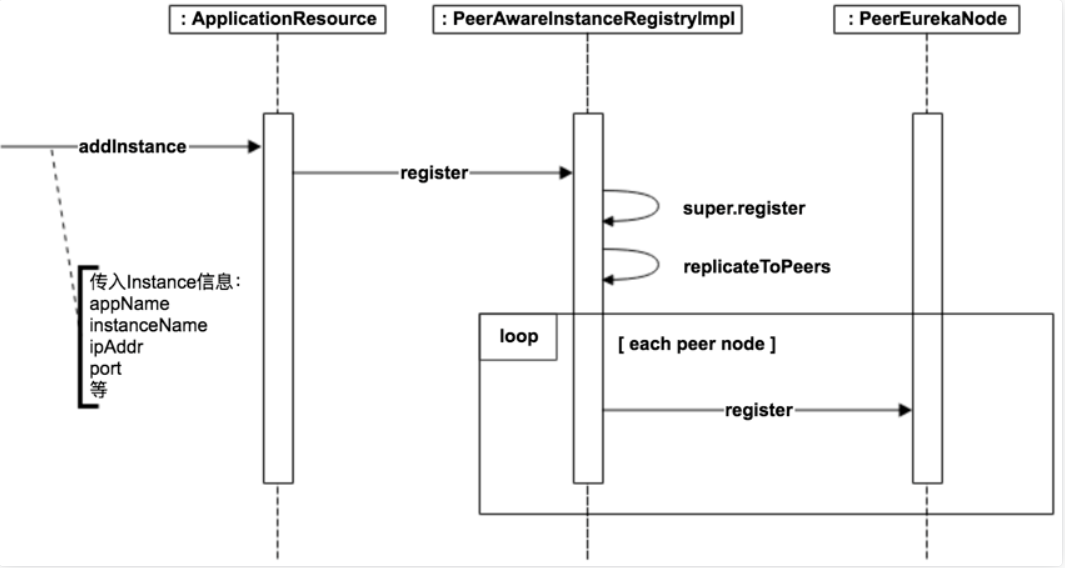 : ApplicationResource
: PeerAwareInstanceRegistryImpl
: PeerEurekaNode
addInstance
register
super.register
replicateToPeers
传入Instance信息：
appName
instanceName
ipAddr
port
等
loop
[ each peer node ]
register